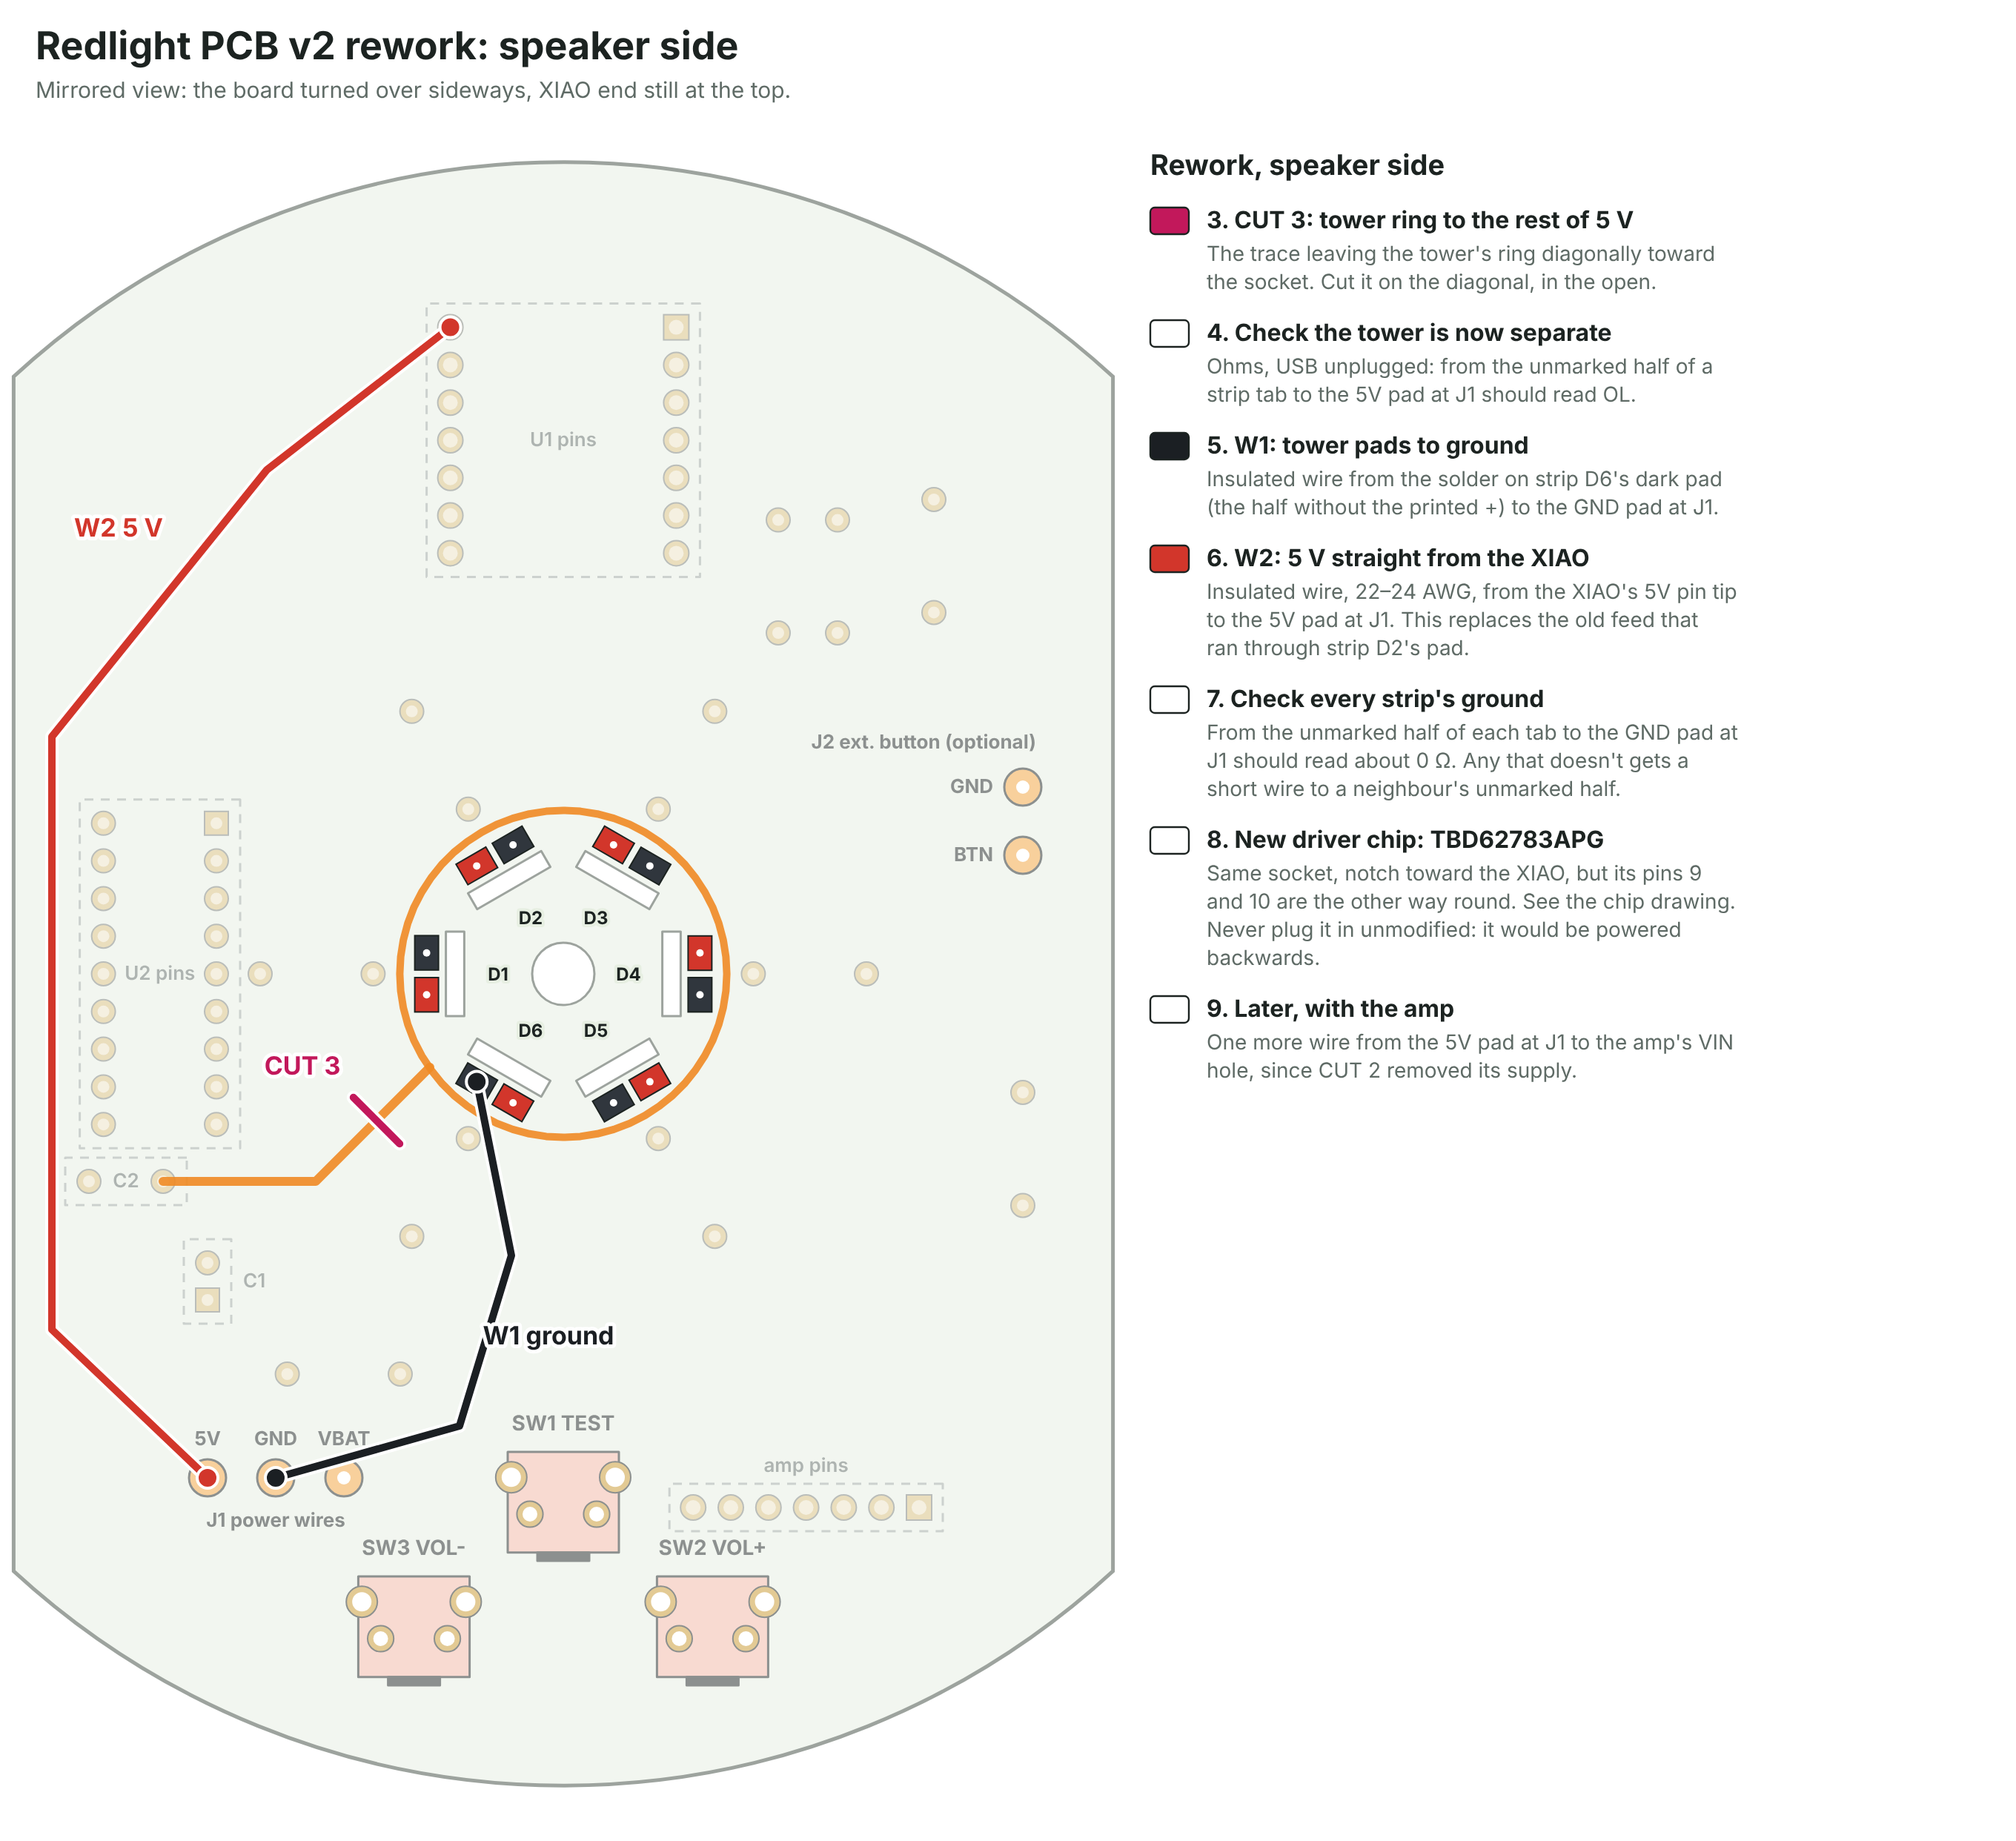 Redlight PCB v2 rework: speaker side
Mirrored view: the board turned over sideways, XIAO end still at the top.
U1 pins
W2 5 V
J2 ext. button (optional)
GND
BTN
D2 D3
D1 D4
D6 D5
U2 pins
CUT 3
C2
C1
W1 ground
5V GND VBAT
J1 power wires
SW1 TEST
amp pins
SW3 VOL-
SW2 VOL+
Rework, speaker side
3. CUT 3: tower ring to the rest of 5 V
The trace leaving the tower's ring diagonally toward
the socket. Cut it on the diagonal, in the open.
4. Check the tower is now separate
Ohms, USB unplugged: from the unmarked half of a
strip tab to the 5V pad at J1 should read OL.
5. W1: tower pads to ground
Insulated wire from the solder on strip D6's dark pad
(the half without the printed +) to the GND pad at J1.
6. W2: 5 V straight from the XIAO
Insulated wire, 22–24 AWG, from the XIAO's 5V pin tip
to the 5V pad at J1. This replaces the old feed that
ran through strip D2's pad.
7. Check every strip's ground
From the unmarked half of each tab to the GND pad at
J1 should read about 0 Ω. Any that doesn't gets a
short wire to a neighbour's unmarked half.
8. New driver chip: TBD62783APG
Same socket, notch toward the XIAO, but its pins 9
and 10 are the other way round. See the chip drawing.
Never plug it in unmodified: it would be powered
backwards.
9. Later, with the amp
One more wire from the 5V pad at J1 to the amp's VIN
hole, since CUT 2 removed its supply.